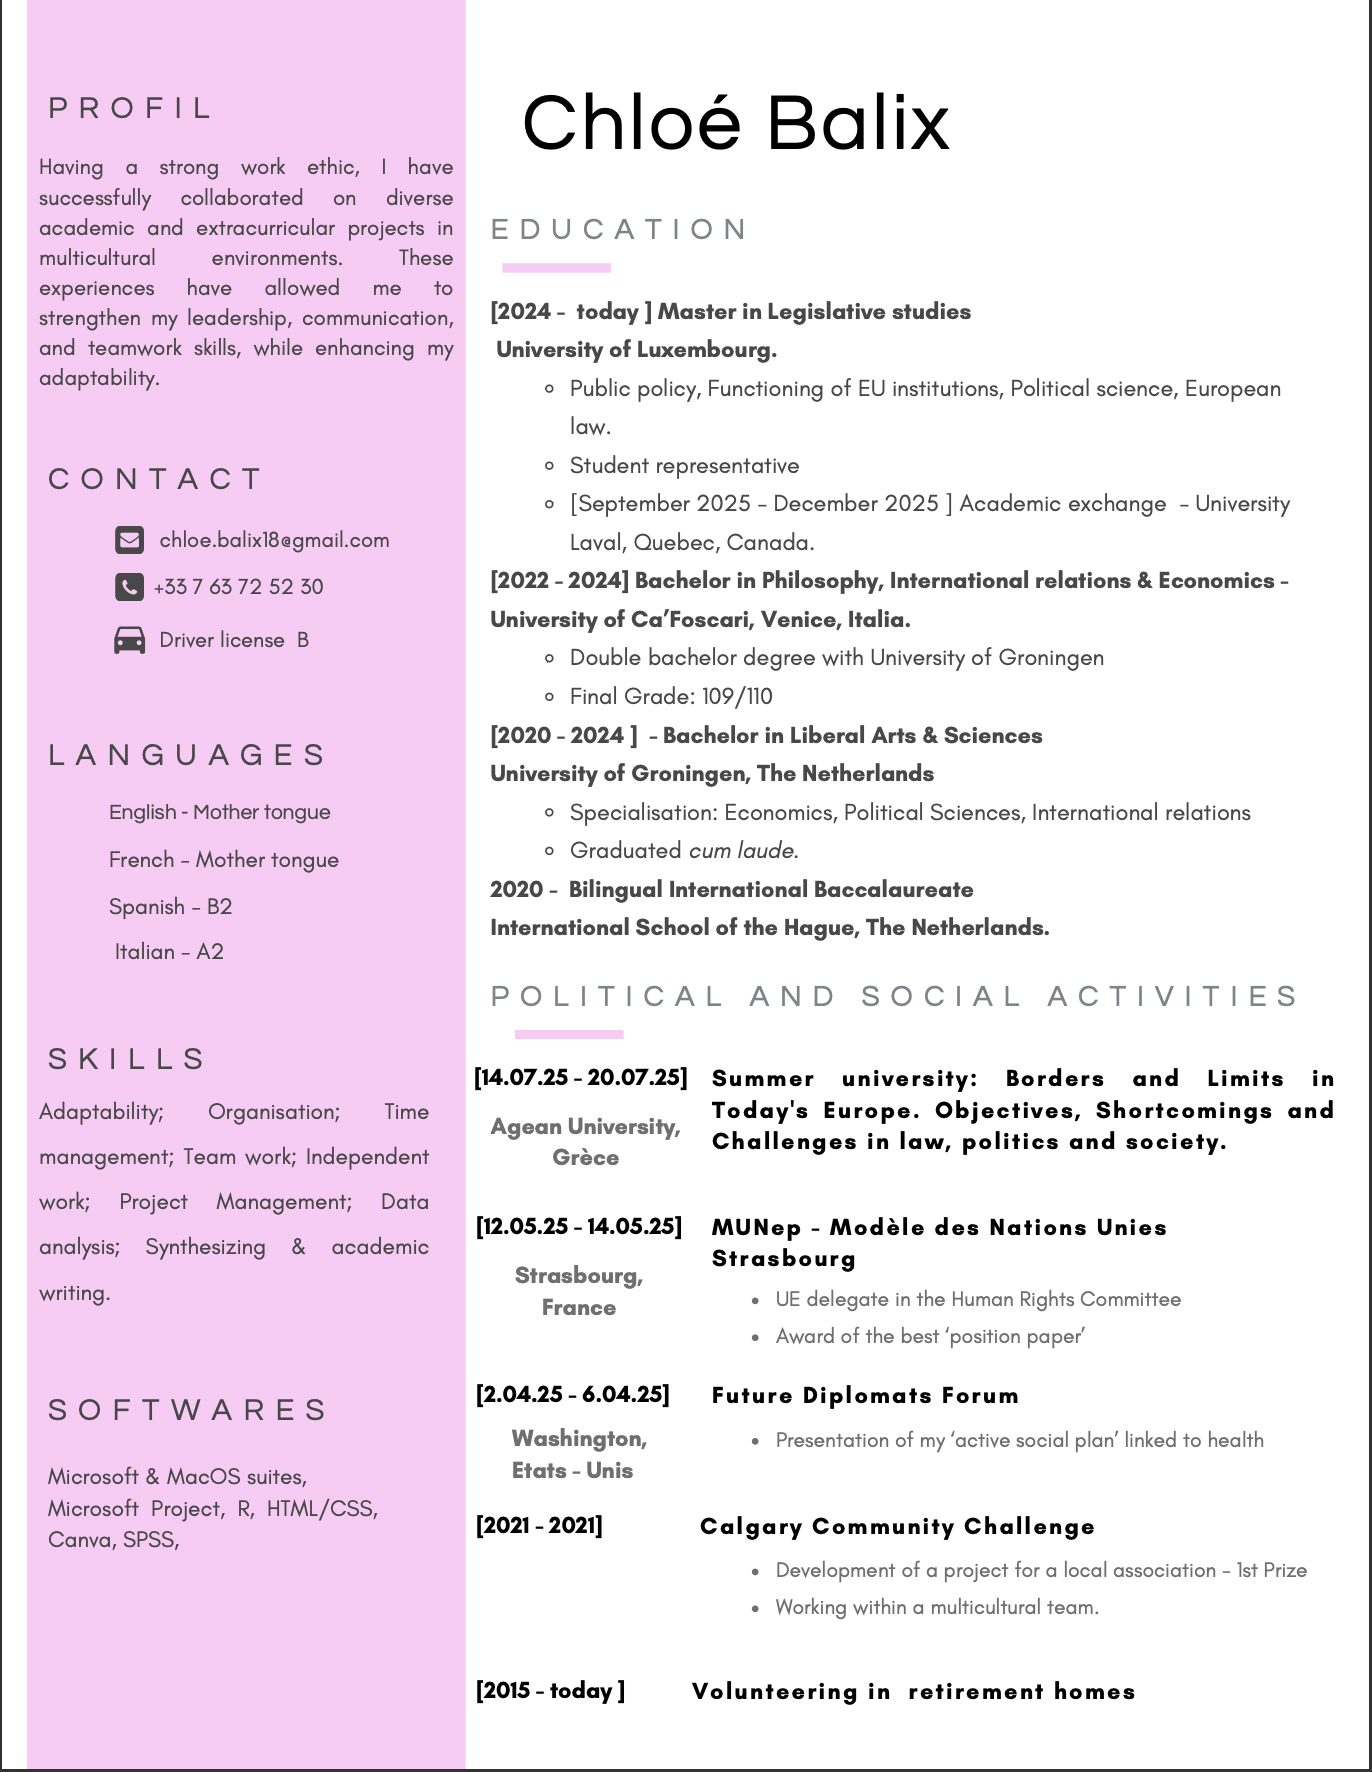 PROFIL
Having a strong work ethic, I have
successfully collaborated on diverse
academic and extracurricular projects in
multicultural environments. These
experiences have allowed me to
strengthen my leadership, communication,
and teamwork skills, while enhancing my
adaptability.
CONTACT
chloe.balix18@gmail.com
+33 7 63 72 52 30
Driver license B
LANGUAGES
English - Mother tongue
French - Mother tongue
Spanish - B2
Italian - A2
SKILLS
Adaptability; Organisation; Time
management; Team work; Independent
work; Project Management; Data
analysis; Synthesizing & academic
writing.
SOFTWARES
Microsoft & MacOS suites,
Microsoft Project, R, HTML/CSS,
Canva, SPSS,
Chloé Balix
EDUCATION
[2024 - today ] Master in Legislative studies
University of Luxembourg.
Public policy, Functioning of EU institutions, Political science, European
law.
Student representative
[September 2025 - December 2025 ] Academic exchange - University
Laval, Quebec, Canada.
[2022 - 2024] Bachelor in Philosophy, International relations & Economics -
University of Ca’Foscari, Venice, Italia.
Double bachelor degree with University of Groningen
Final Grade: 109/110
[2020 - 2024 ] - Bachelor in Liberal Arts & Sciences
University of Groningen, The Netherlands
Specialisation: Economics, Political Sciences, International relations
Graduated cum laude.
2020 - Bilingual International Baccalaureate
International School of the Hague, The Netherlands.
POLITICAL AND SOCIAL ACTIVITIES
[14.07.25 - 20.07.25]
Agean University,
Grèce
Summer university: Borders and Limits in
Today's Europe. Objectives, Shortcomings and
Challenges in law, politics and society.
[12.05.25 - 14.05.25]
Strasbourg,
France
MUNep - Modèle des Nations Unies
Strasbourg
UE delegate in the Human Rights Committee
Award of the best ‘position paper’
[2.04.25 - 6.04.25]
Washington,
Etats - Unis
Future Diplomats Forum
Presentation of my ‘active social plan’ linked to health
[2021 - 2021]
Calgary Community Challenge
Development of a project for a local association - 1st Prize
Working within a multicultural team.
[2015 - today ]
Volunteering in retirement homes